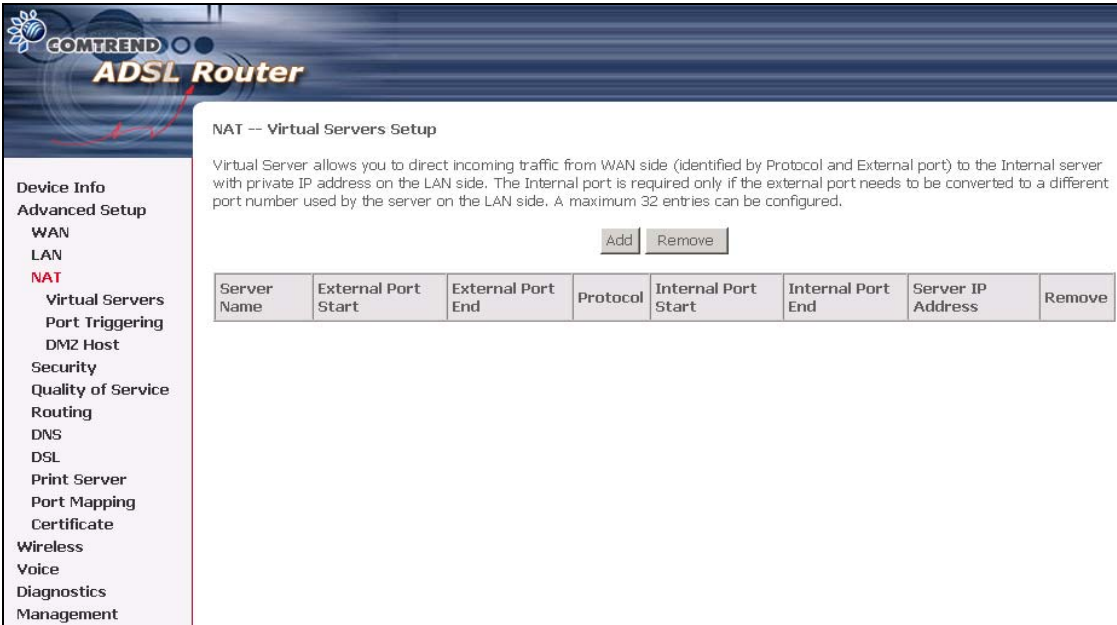 COMTREND
ADSL Router
NAT -- Virtual Servers Setup
Virtual Server allows you to direct incoming traffic from WAN side (identified by Protocol and External port) to the Internal server
with private IP address on the LAN side. The Internal port is required only if the external port needs to be converted to a different
port number used by the server on the LAN side. A maximum 32 entries can be configured.
Add Remove
Server Name
External Port Start
External Port End
Protocol
Internal Port Start
Internal Port End
Server IP Address
Remove
Device Info
Advanced Setup
WAN
LAN
NAT
Virtual Servers
Port Triggering
DMZ Host
Security
Quality of Service
Routing
DNS
DSL
Print Server
Port Mapping
Certificate
Wireless
Voice
Diagnostics
Management